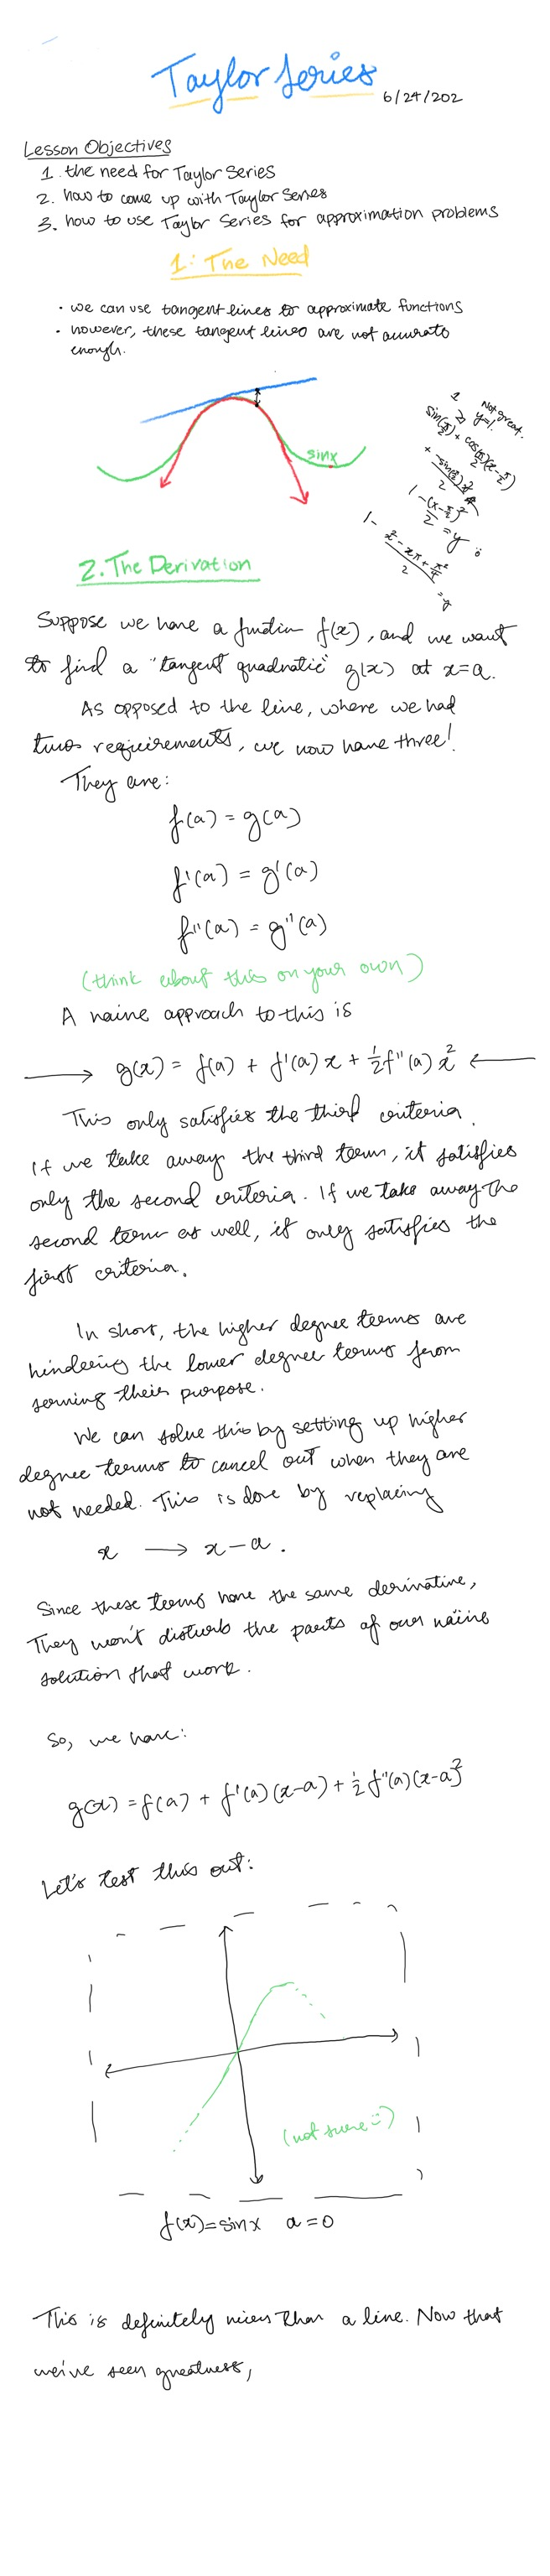 Taylor Series
6/24/202
Lesson Objectives
1. the need for Taylor Series
2. how to come up with Taylor Series
3. how to use Taylor Series for approximation problems
1: The Need
· we can use tangent lines to approximate functions
· however, these tangent lines are not accurate
enough.
sinx
Not great.
y=1.
2. The Derivation
Suppose we have a function f(x), and we want
to find a "tangent quadratic" g(x) at x=a.
As opposed to the line, where we had
two requirements, we now have three!
They are:
f(a) = g(a)
f'(a) = g'(a)
f''(a) = g''(a)
(think about this on your own)
A naive approach to this is
→ g(x) = f(a) + f'(a)x + ½f''(a)x² ←
This only satisfies the third criteria.
If we take away the third term, it satisfies
only the second criteria. If we take away the
second term as well, it only satisfies the
first criteria.
In short, the higher degree terms are
hindering the lower degree terms from
serving their purpose.
We can solve this by setting up higher
degree terms to cancel out when they are
not needed. This is done by replacing
x → x-a.
Since these terms have the same derivative,
They won't disturb the parts of our naive
solution that work.
So, we have:
g(x) = f(a) + f'(a)(x-a) + ½f''(a)(x-a)²
Let's test this out:
(not sure :))
f(x)=sinx a=0
This is definitely nicer than a line. Now that
we've seen greatness,